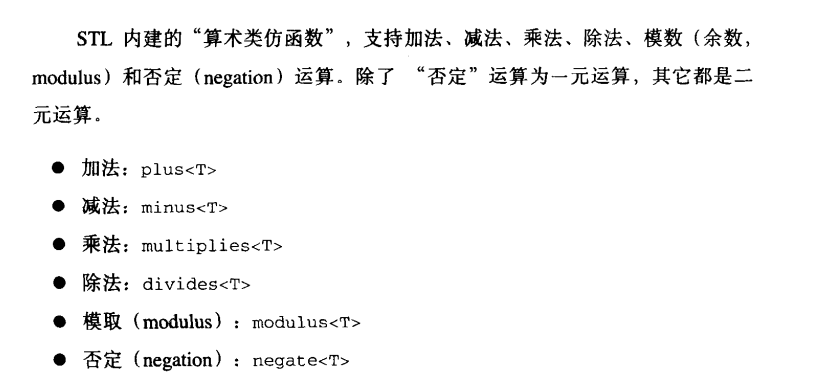 STL 内建的“算术类仿函数”，支持加法、减法、乘法、除法、模数（余数，
modulus）和否定（negation）运算。除了 “否定”运算为一元运算，其它都是二
元运算。
● 加法：plus<T>
● 减法：minus<T>
● 乘法：multiplies<T>
● 除法：divides<T>
● 模取（modulus）：modulus<T>
● 否定（negation）：negate<T>